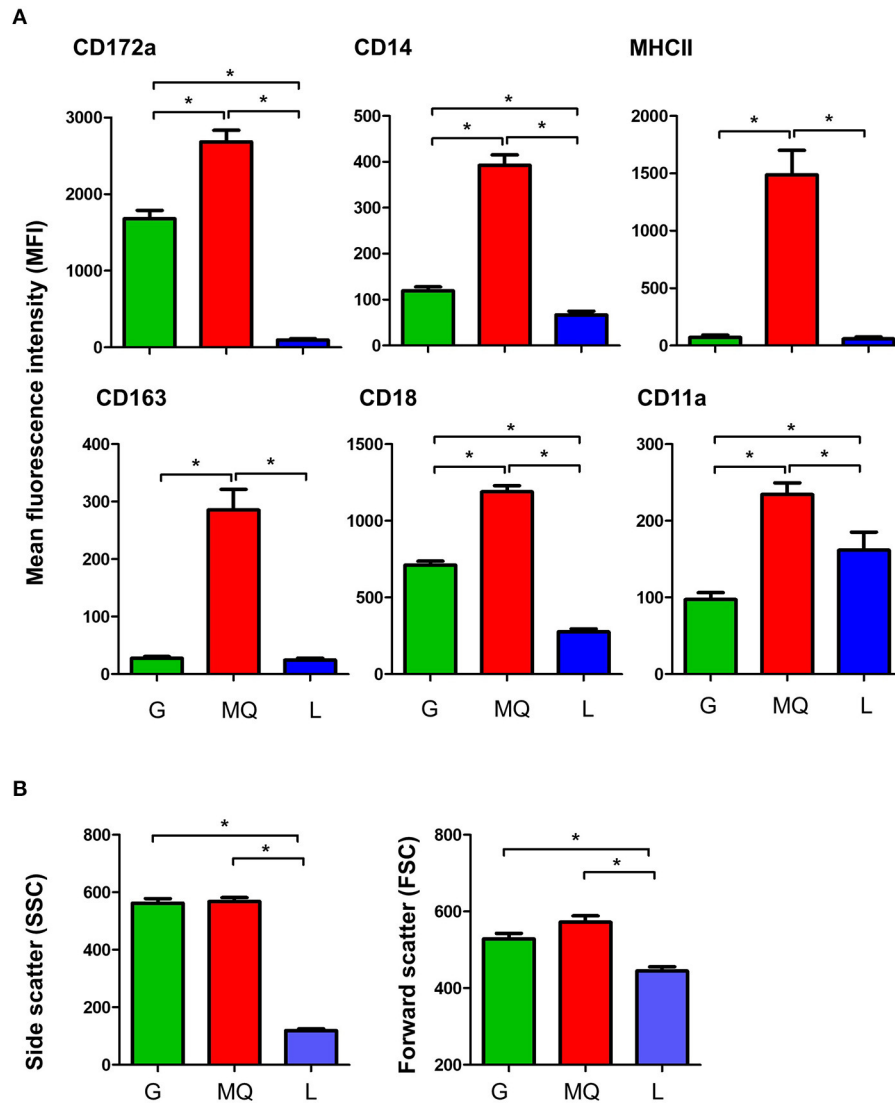 A
CD172a
CD14
MHCII
* * *
* * *
* *
3000
2000
1000
0
500
400
300
200
100
0
2000
1500
1000
500
0
Mean fluorescence intensity (MFI)
CD163
CD18
CD11a
* *
* * *
* * *
400
300
200
100
0
1500
1000
500
0
300
200
100
0
G MQ L
G MQ L
G MQ L
B
Side scatter (SSC)
* *
800
600
400
200
0
G MQ L
Forward scatter (FSC)
* *
800
600
400
200
G MQ L